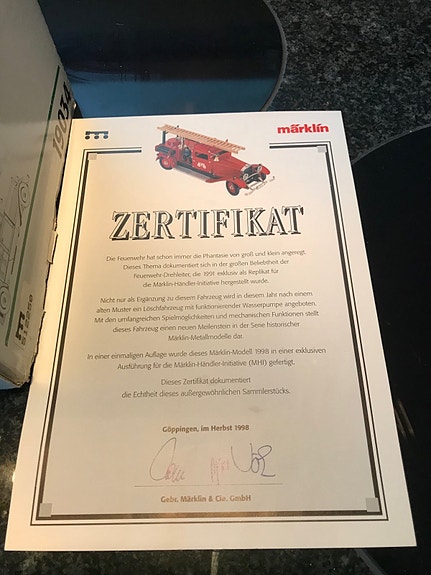 19034
märklin
ZERTIFIKAT
Die Feuerwehr hat schon immer die Phantasie von groß und klein angeregt.
Dieses Thema dokumentiert sich in der großen Beliebtheit der
Feuerwehr-Drehleiter, die 1991 exklusiv als Replikat für
die Märklin-Händler-Initiative hergestellt wurde.
Nicht nur als Ergänzung zu diesem Fahrzeug wird in diesem Jahr nach einem
alten Muster ein Löschfahrzeug mit funktionierender Wasserpumpe angeboten.
Mit den umfangreichen Spielmöglichkeiten und mechanischen Funktionen stellt
dieses Fahrzeug einen neuen Meilenstein in der Serie historischer
Märklin-Metallmodelle dar.
In einer einmaligen Auflage wurde dieses Märklin-Modell 1998 in einer exklusiven
Ausführung für die Märklin-Händler-Initiative (MHI) gefertigt.
Dieses Zertifikat dokumentiert
die Echtheit dieses außergewöhnlichen Sammlerstücks.
Göppingen, im Herbst 1998
Gebr. Märklin & Cie. GmbH